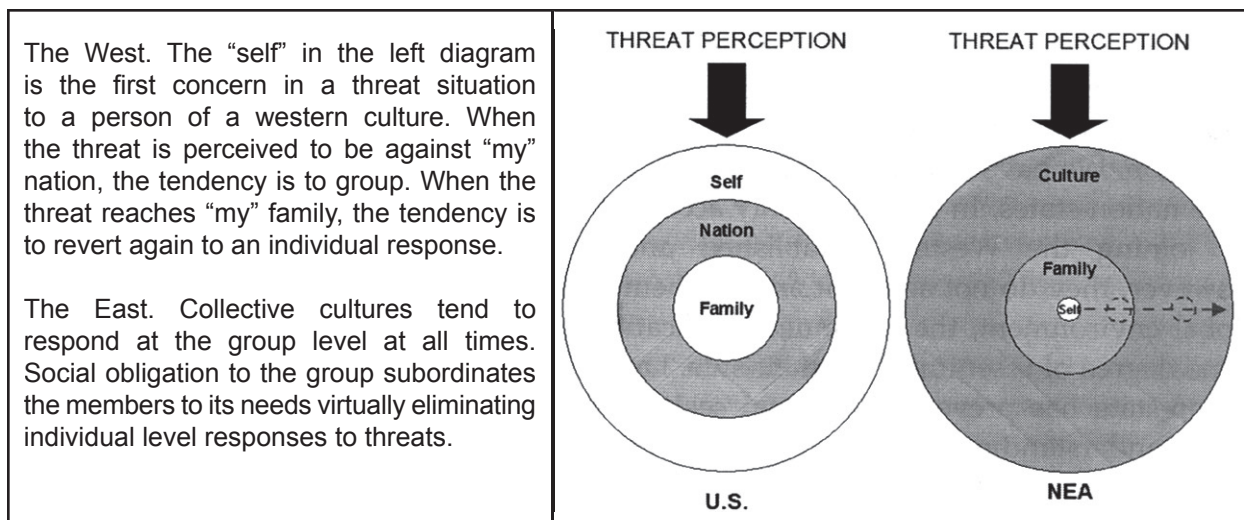 The West. The “self” in the left diagram
is the first concern in a threat situation
to a person of a western culture. When
the threat is perceived to be against “my”
nation, the tendency is to group. When the
threat reaches “my” family, the tendency is
to revert again to an individual response.
The East. Collective cultures tend to
respond at the group level at all times.
Social obligation to the group subordinates
the members to its needs virtually eliminating
individual level responses to threats.
THREAT PERCEPTION
Self
Nation
Family
U.S.
THREAT PERCEPTION
Culture
Family
Self
NEA